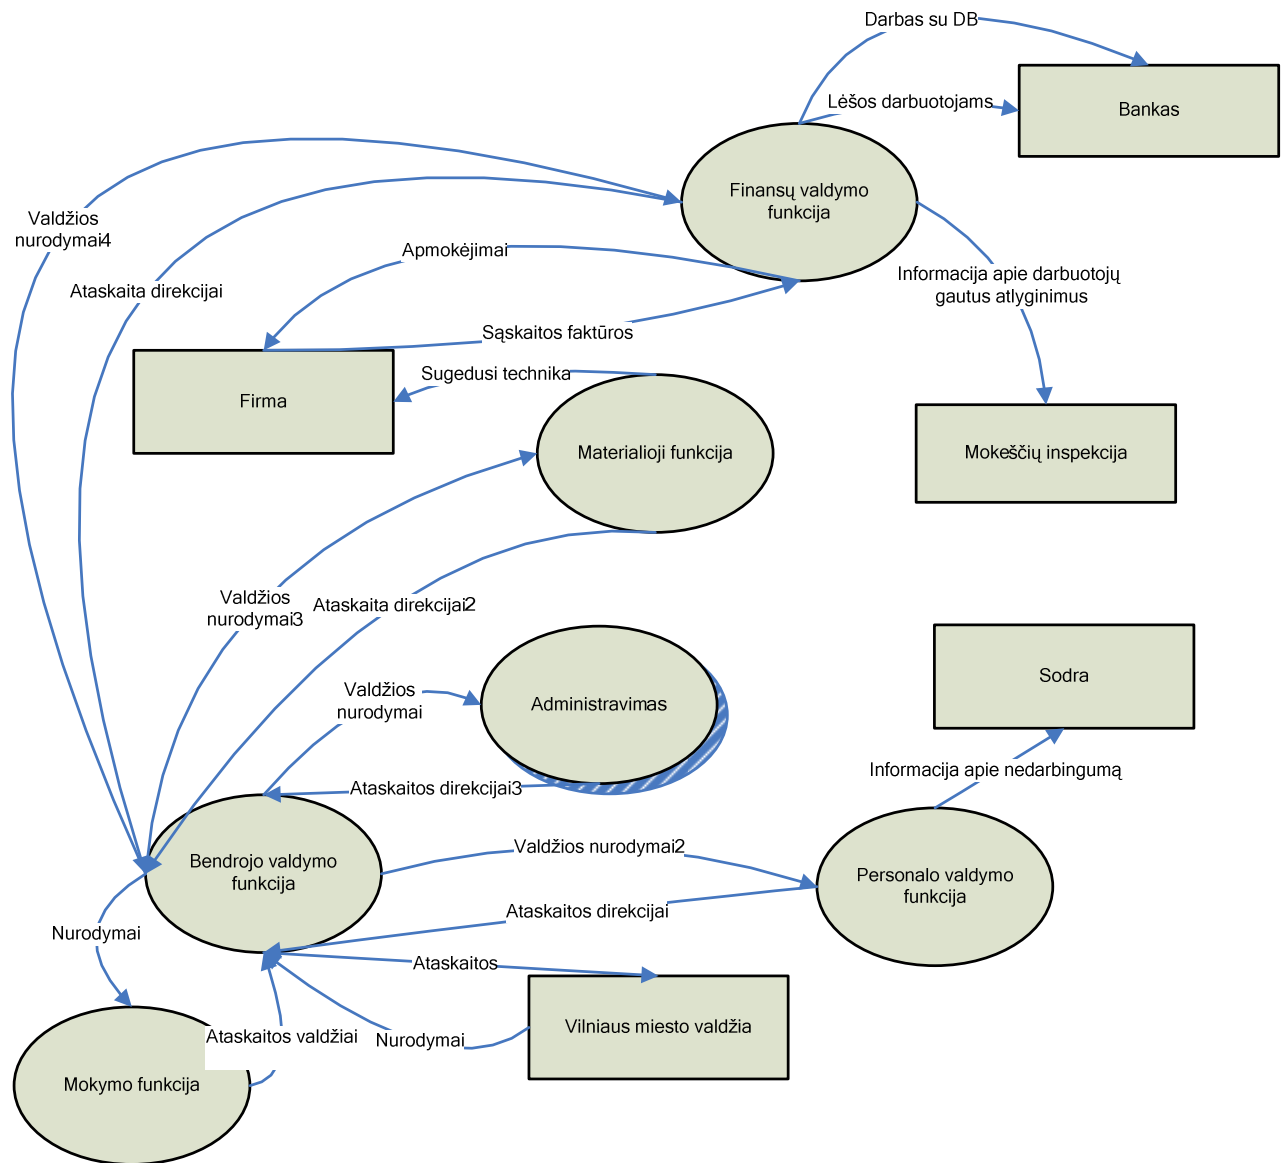 Darbas su DB
Lėšos darbuotojams
Bankas
Finansų valdymo
funkcija
Valdžios
nurodymai4
Apmokėjimai
Informacija apie darbuotojų
gautus atlyginimus
Ataskaita direkcijai
Sąskaitos faktūros
Sugedusi technika
Firma
Materialioji funkcija
Mokeščių inspekcija
Valdžios
nurodymai3
Ataskaita direkcijai2
Valdžios
nurodymai
Administravimas
Sodra
Informacija apie nedarbingumą
Ataskaitos direkcijai3
Bendrojo valdymo
funkcija
Valdžios nurodymai2
Personalo valdymo
funkcija
Ataskaitos direkcijai
Nurodymai
Ataskaitos
Ataskaitos valdžiai
Nurodymai
Vilniaus miesto valdžia
Mokymo funkcija